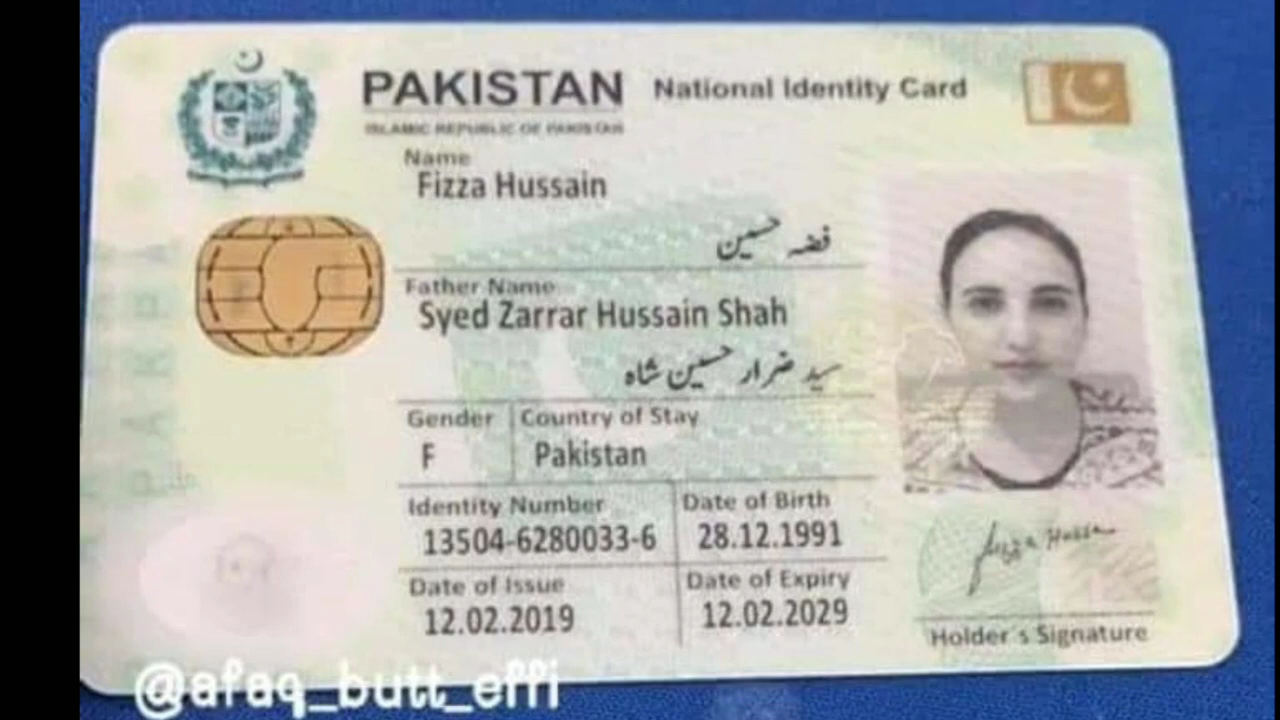 PAKISTAN National Identity Card
ISLAMIC REPUBLIC OF PAKISTAN
Name
Fizza Hussain
فضہ حسین
Father Name
Syed Zarrar Hussain Shah
سید ضرار حسین شاہ
Gender Country of Stay
F Pakistan
Identity Number Date of Birth
13504-6280033-6 28.12.1991
Date of Issue Date of Expiry
12.02.2019 12.02.2029
Holder's Signature
@afaq_butt_effi